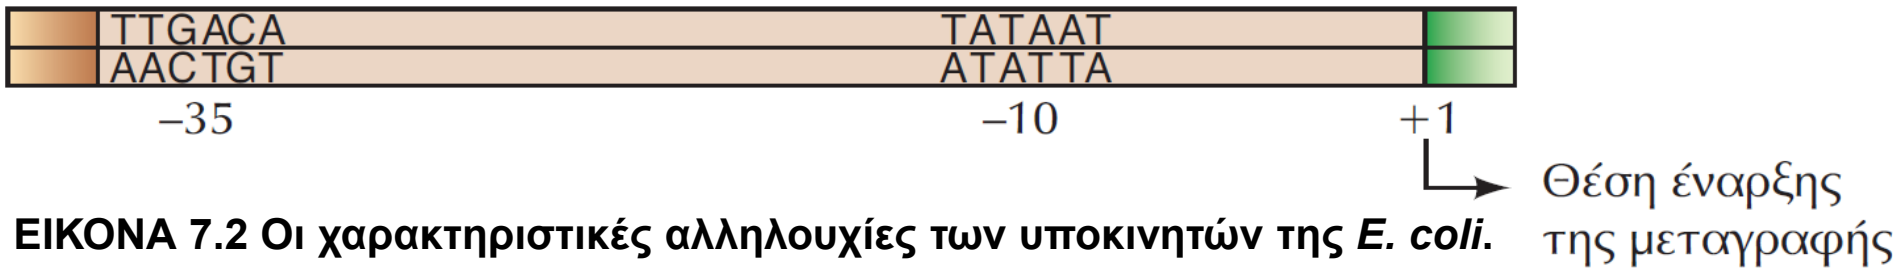 TTGACA TATAAT
AACTGT ATATTA
–35 –10 +1
Θέση έναρξης
της μεταγραφής
ΕΙΚΟΝΑ 7.2 Οι χαρακτηριστικές αλληλουχίες των υποκινητών της E. coli.